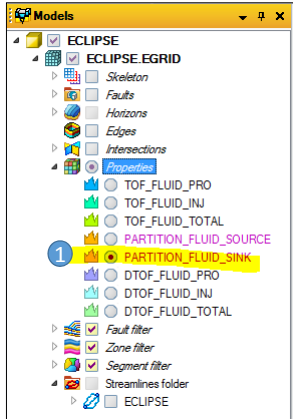 Models
ECLIPSE
ECLIPSE.EGRID
Skeleton
Faults
Horizons
Edges
Intersections
Properties
TOF_FLUID_PRO
TOF_FLUID_INJ
TOF_FLUID_TOTAL
PARTITION_FLUID_SOURCE
1 PARTITION_FLUID_SINK
DTOF_FLUID_PRO
DTOF_FLUID_INJ
DTOF_FLUID_TOTAL
Fault filter
Zone filter
Segment filter
Streamlines folder
ECLIPSE